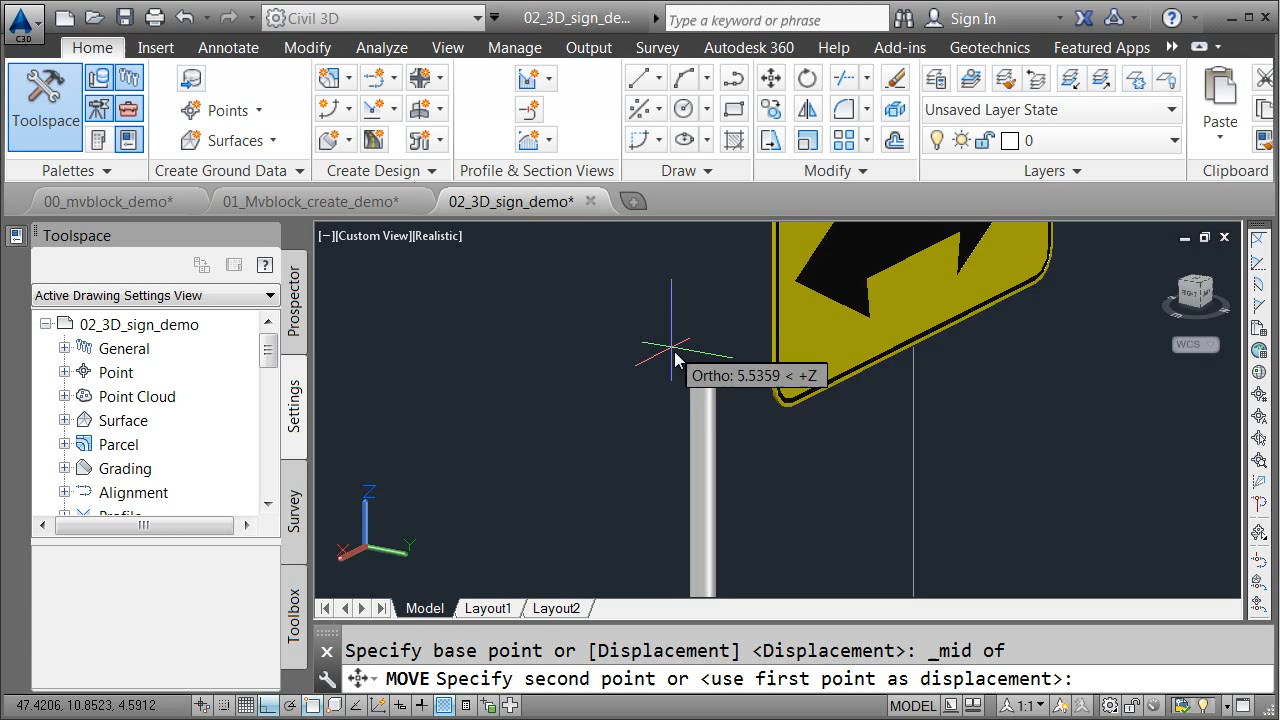 C3D
Civil 3D
02_3D_sign_de...
Type a keyword or phrase
Sign In
Home
Insert
Annotate
Modify
Analyze
View
Manage
Output
Survey
Autodesk 360
Help
Add-ins
Geotechnics
Featured Apps
Toolspace
Points
Surfaces
Unsaved Layer State
0
Paste
Palettes
Create Ground Data
Create Design
Profile & Section Views
Draw
Modify
Layers
Clipboard
00_mvblock_demo*
01_Mvblock_create_demo*
02_3D_sign_demo*
Toolspace
Active Drawing Settings View
02_3D_sign_demo
General
Point
Point Cloud
Surface
Parcel
Grading
Alignment
Prospector
Settings
Survey
Toolbox
[−][Custom View][Realistic]
RIGHT
WCS
Ortho: 5.5359 < +Z
Z
X
Y
Model
Layout1
Layout2
Specify base point or [Displacement] <Displacement>: _mid of
MOVE Specify second point or <use first point as displacement>:
47.4206, 10.8523, 4.5912
MODEL
1:1